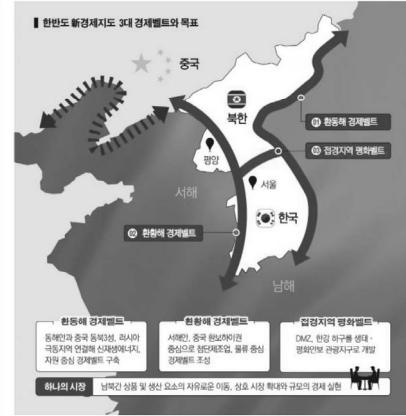 한반도 新경제지도 3대 경제벨트와 목표
중국
북한
01 환동해 경제벨트
03 접경지역 평화벨트
평양
서해
서울
한국
02 환황해 경제벨트
남해
환동해 경제벨트
동해안과 중국 동북3성, 러시아
극동지역 연결해 신재생에너지,
자원 중심 경제벨트 구축
환황해 경제벨트
서해안, 중국 환보하이권
중심으로 첨단제조업, 물류 중심
경제벨트 조성
접경지역 평화벨트
DMZ, 한강 하구를 생태·
평화안보 관광지구로 개발
하나의 시장
남북간 상품 및 생산 요소의 자유로운 이동, 상호 시장 확대와 규모의 경제 실현